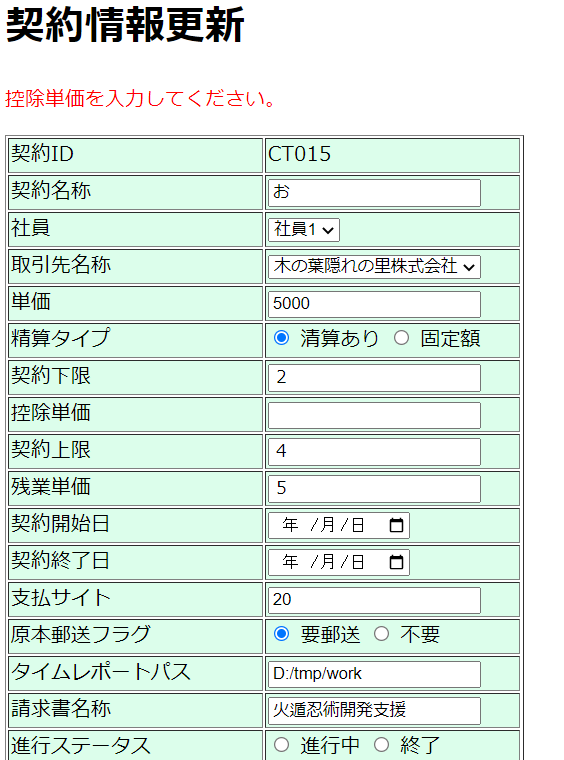 契約情報更新
控除単価を入力してください。
契約ID CT015
契約名称 お
社員 社員1
取引先名称 木の葉隠れの里株式会社
単価 5000
精算タイプ 清算あり 固定額
契約下限 2
控除単価
契約上限 4
残業単価 5
契約開始日 年 /月/日
契約終了日 年 /月/日
支払サイト 20
原本郵送フラグ 要郵送 不要
タイムレポートパス D:/tmp/work
請求書名称 火遁忍術開発支援
進行ステータス 進行中 終了